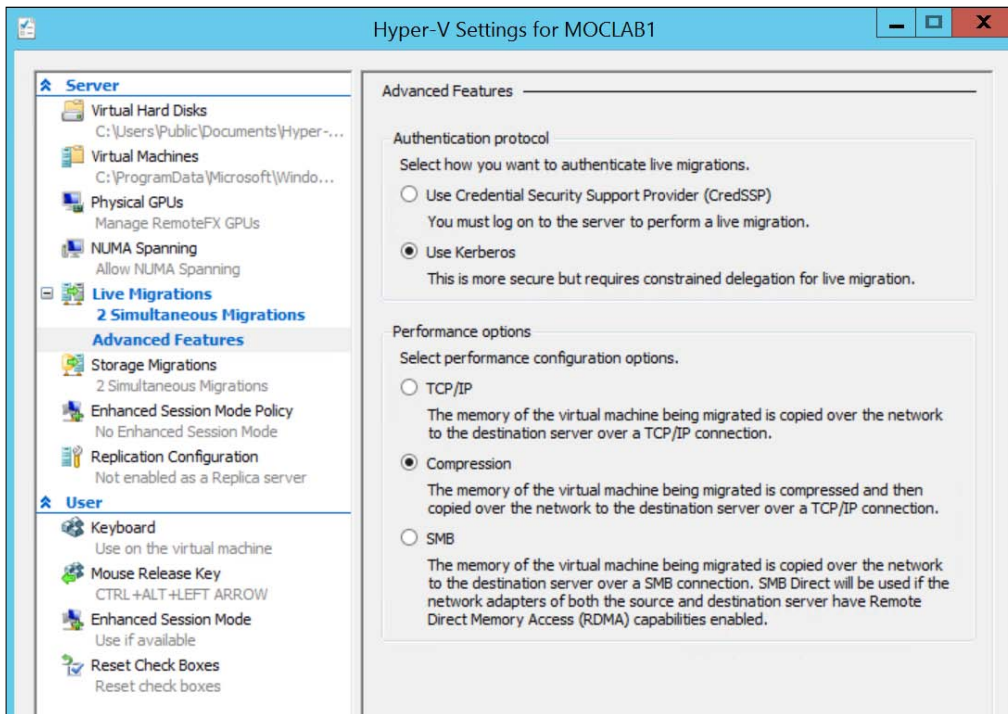 Hyper-V Settings for MOCLAB1
Server
Virtual Hard Disks
C:\Users\Public\Documents\Hyper-...
Virtual Machines
C:\ProgramData\Microsoft\Windo...
Physical GPUs
Manage RemoteFX GPUs
NUMA Spanning
Allow NUMA Spanning
Live Migrations
2 Simultaneous Migrations
Advanced Features
Storage Migrations
2 Simultaneous Migrations
Enhanced Session Mode Policy
No Enhanced Session Mode
Replication Configuration
Not enabled as a Replica server
User
Keyboard
Use on the virtual machine
Mouse Release Key
CTRL+ALT+LEFT ARROW
Enhanced Session Mode
Use if available
Reset Check Boxes
Reset check boxes
Advanced Features
Authentication protocol
Select how you want to authenticate live migrations.
Use Credential Security Support Provider (CredSSP)
You must log on to the server to perform a live migration.
Use Kerberos
This is more secure but requires constrained delegation for live migration.
Performance options
Select performance configuration options.
TCP/IP
The memory of the virtual machine being migrated is copied over the network
to the destination server over a TCP/IP connection.
Compression
The memory of the virtual machine being migrated is compressed and then
copied over the network to the destination server over a TCP/IP connection.
SMB
The memory of the virtual machine being migrated is copied over the network
to the destination server over a SMB connection. SMB Direct will be used if the
network adapters of both the source and destination server have Remote
Direct Memory Access (RDMA) capabilities enabled.